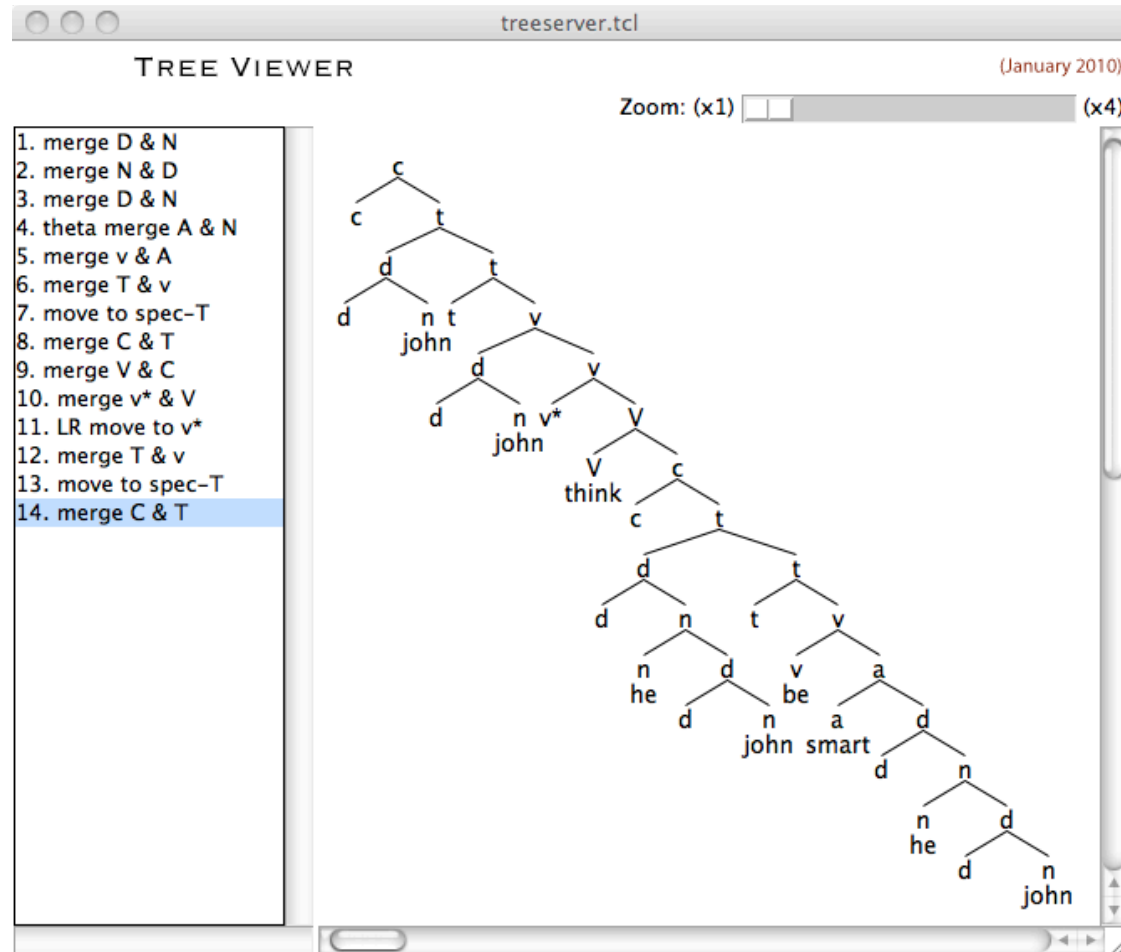 treeserver.tcl
TREE VIEWER
(January 2010)
Zoom: (x1) (x4)
1. merge D & N
2. merge N & D
3. merge D & N
4. theta merge A & N
5. merge v & A
6. merge T & v
7. move to spec-T
8. merge C & T
9. merge V & C
10. merge v* & V
11. LR move to v*
12. merge T & v
13. move to spec-T
14. merge C & T
c
c t
d t
d n t v
john
d v
d n v* V
john
V c
think
c t
d t
d n t v
n d v a
he be
d n a d
john smart
d n
n d
he
d n
john